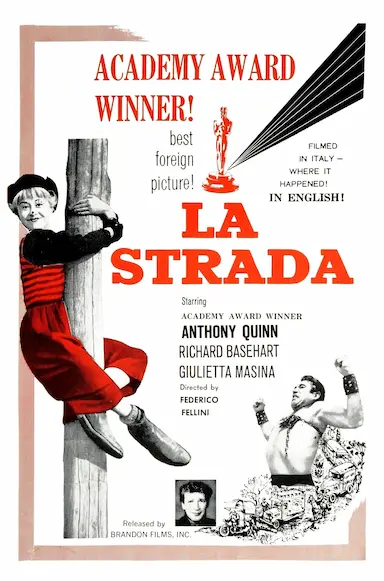 ACADEMY AWARD
WINNER!
best
foreign
picture!
FILMED
IN ITALY —
WHERE IT
HAPPENED!
IN ENGLISH!
LA
STRADA
Starring
ACADEMY AWARD WINNER
ANTHONY QUINN
RICHARD BASEHART
GIULIETTA MASINA
Directed by
FEDERICO
FELLINI
Released by
BRANDON FILMS, INC.